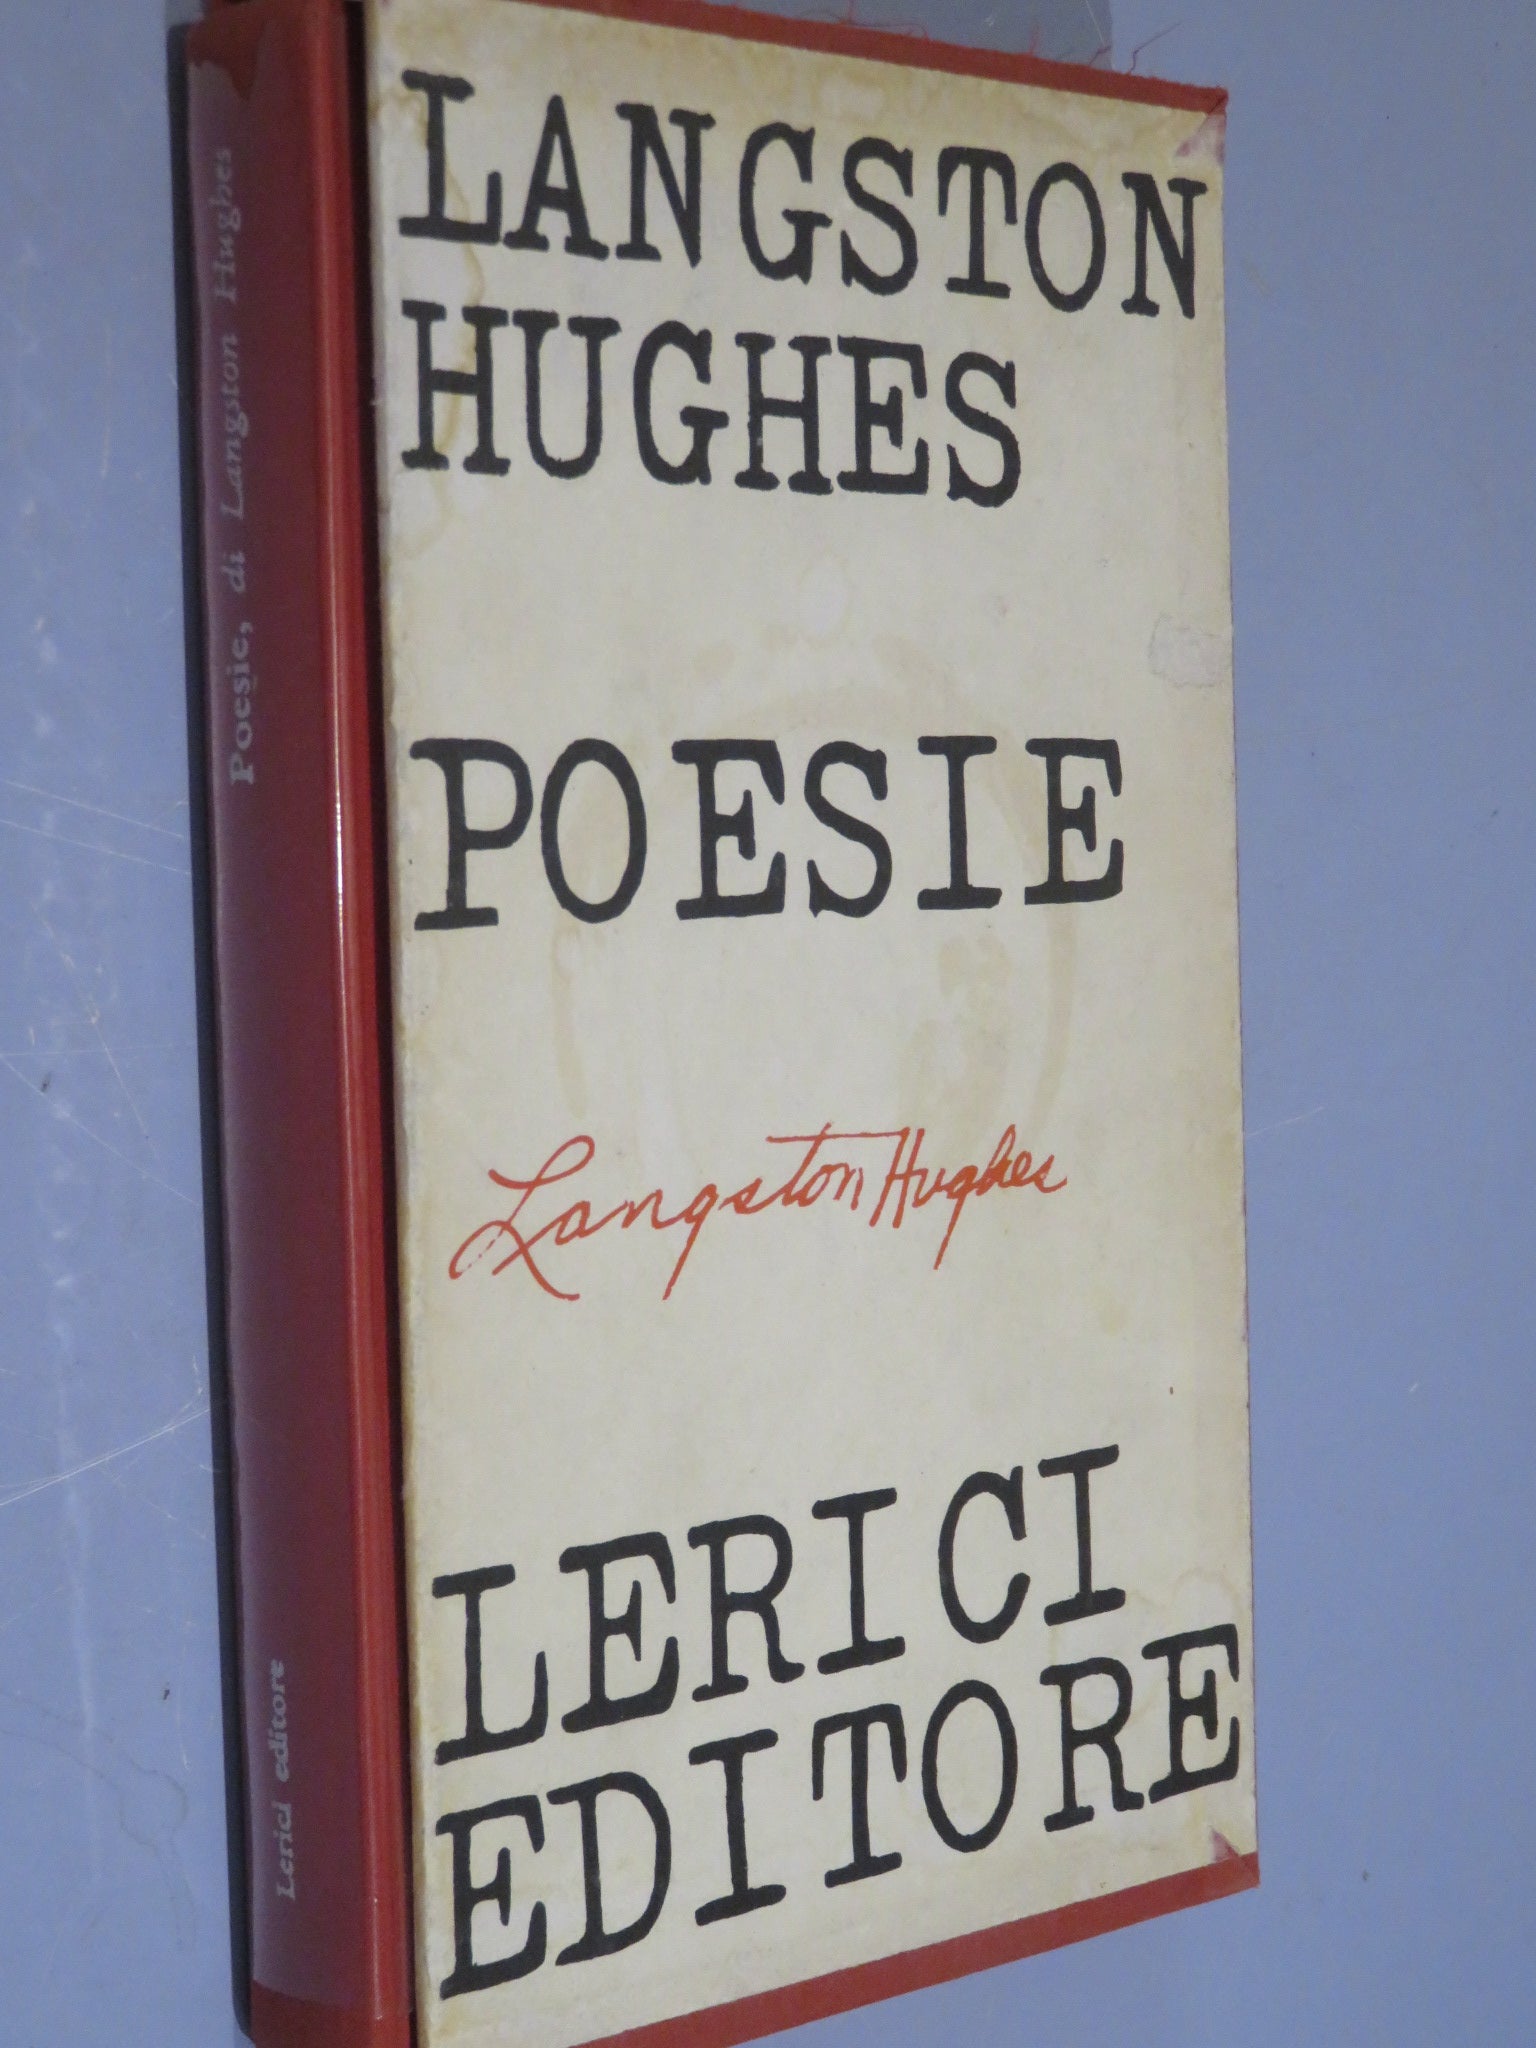 LANGSTON
HUGHES
POESIE
Langston Hughes
LERICI
EDITORE
Poesie, di Langston Hughes
Lerici editore